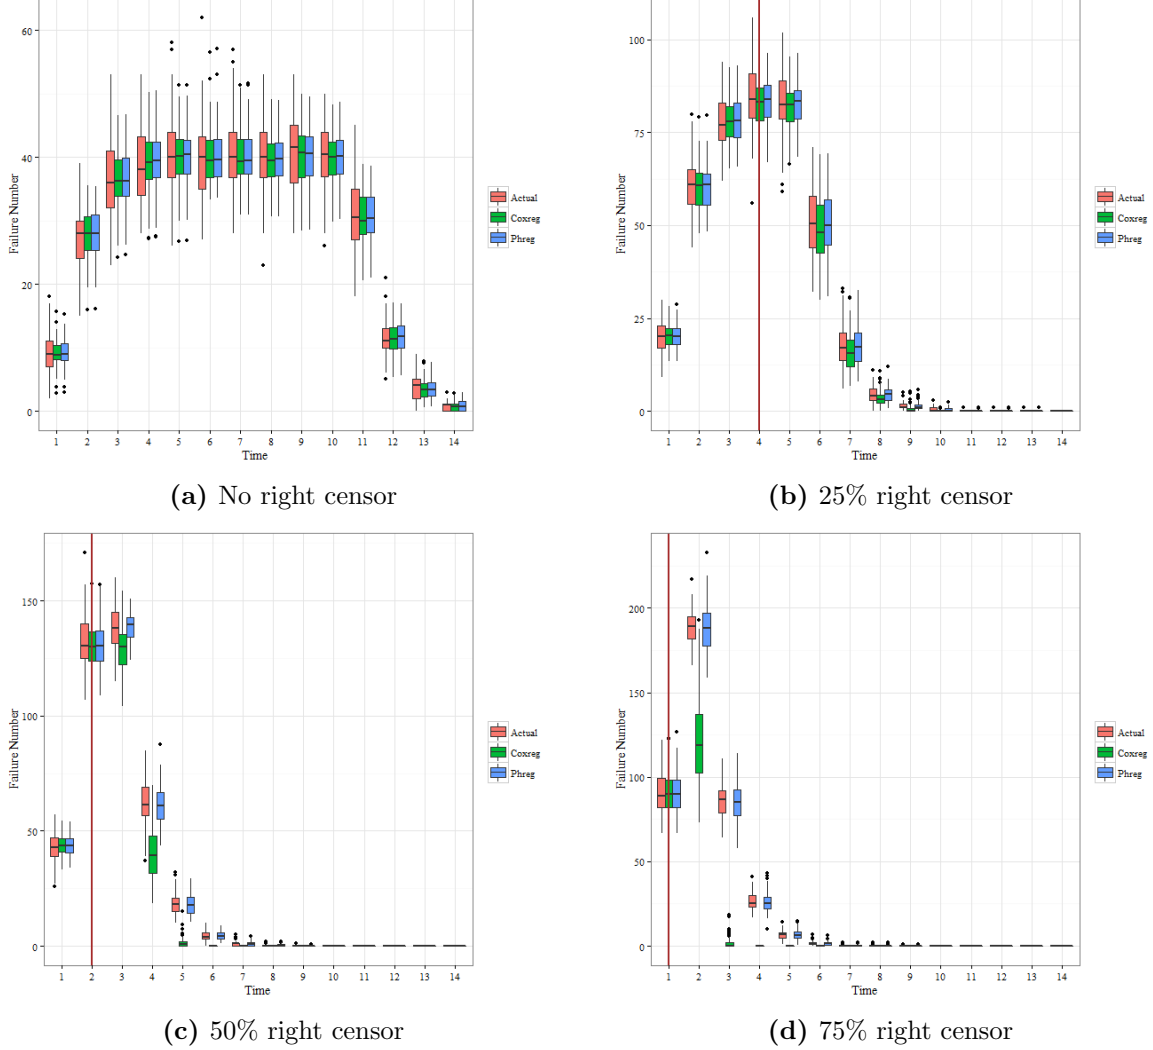 60
40
20
0
Failure Number
1 2 3 4 5 6 7 8 9 10 11 12 13 14
Time
Actual
Coxreg
Phreg
(a) No right censor
100
75
50
25
0
Failure Number
1 2 3 4 5 6 7 8 9 10 11 12 13 14
Time
Actual
Coxreg
Phreg
(b) 25% right censor
150
100
50
0
Failure Number
1 2 3 4 5 6 7 8 9 10 11 12 13 14
Time
Actual
Coxreg
Phreg
(c) 50% right censor
200
150
100
50
0
Failure Number
1 2 3 4 5 6 7 8 9 10 11 12 13 14
Time
Actual
Coxreg
Phreg
(d) 75% right censor